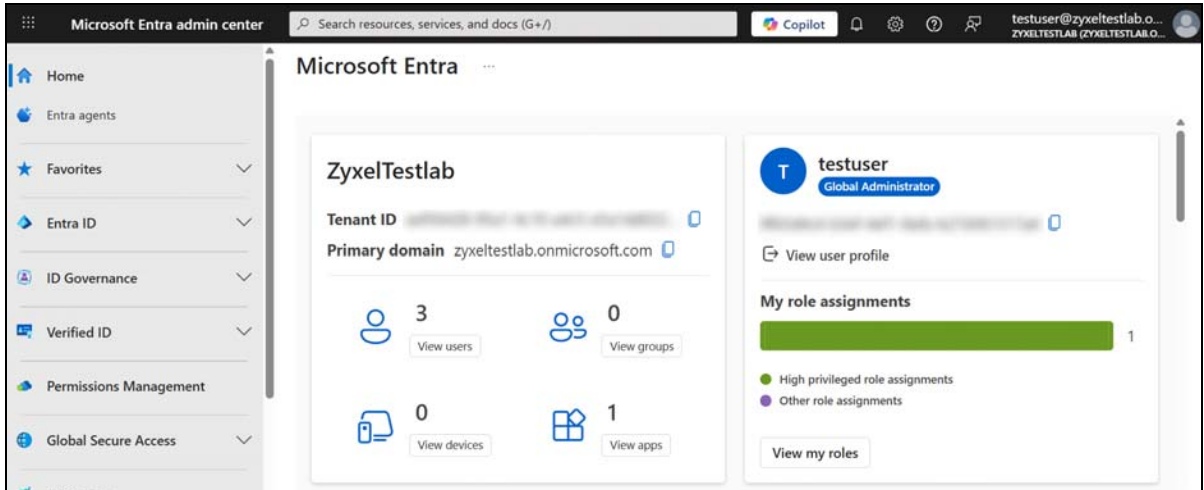 Microsoft Entra admin center
Search resources, services, and docs (G+/)
Copilot
testuser@zyxeltestlab.o...
ZYXELTESTLAB (ZYXELTESTLAB.O...
Home
Entra agents
Favorites
Entra ID
ID Governance
Verified ID
Permissions Management
Global Secure Access
Microsoft Entra ...
ZyxelTestlab
Tenant ID
Primary domain zyxeltestlab.onmicrosoft.com
3
View users
0
View groups
0
View devices
1
View apps
T
testuser
Global Administrator
View user profile
My role assignments
1
High privileged role assignments
Other role assignments
View my roles